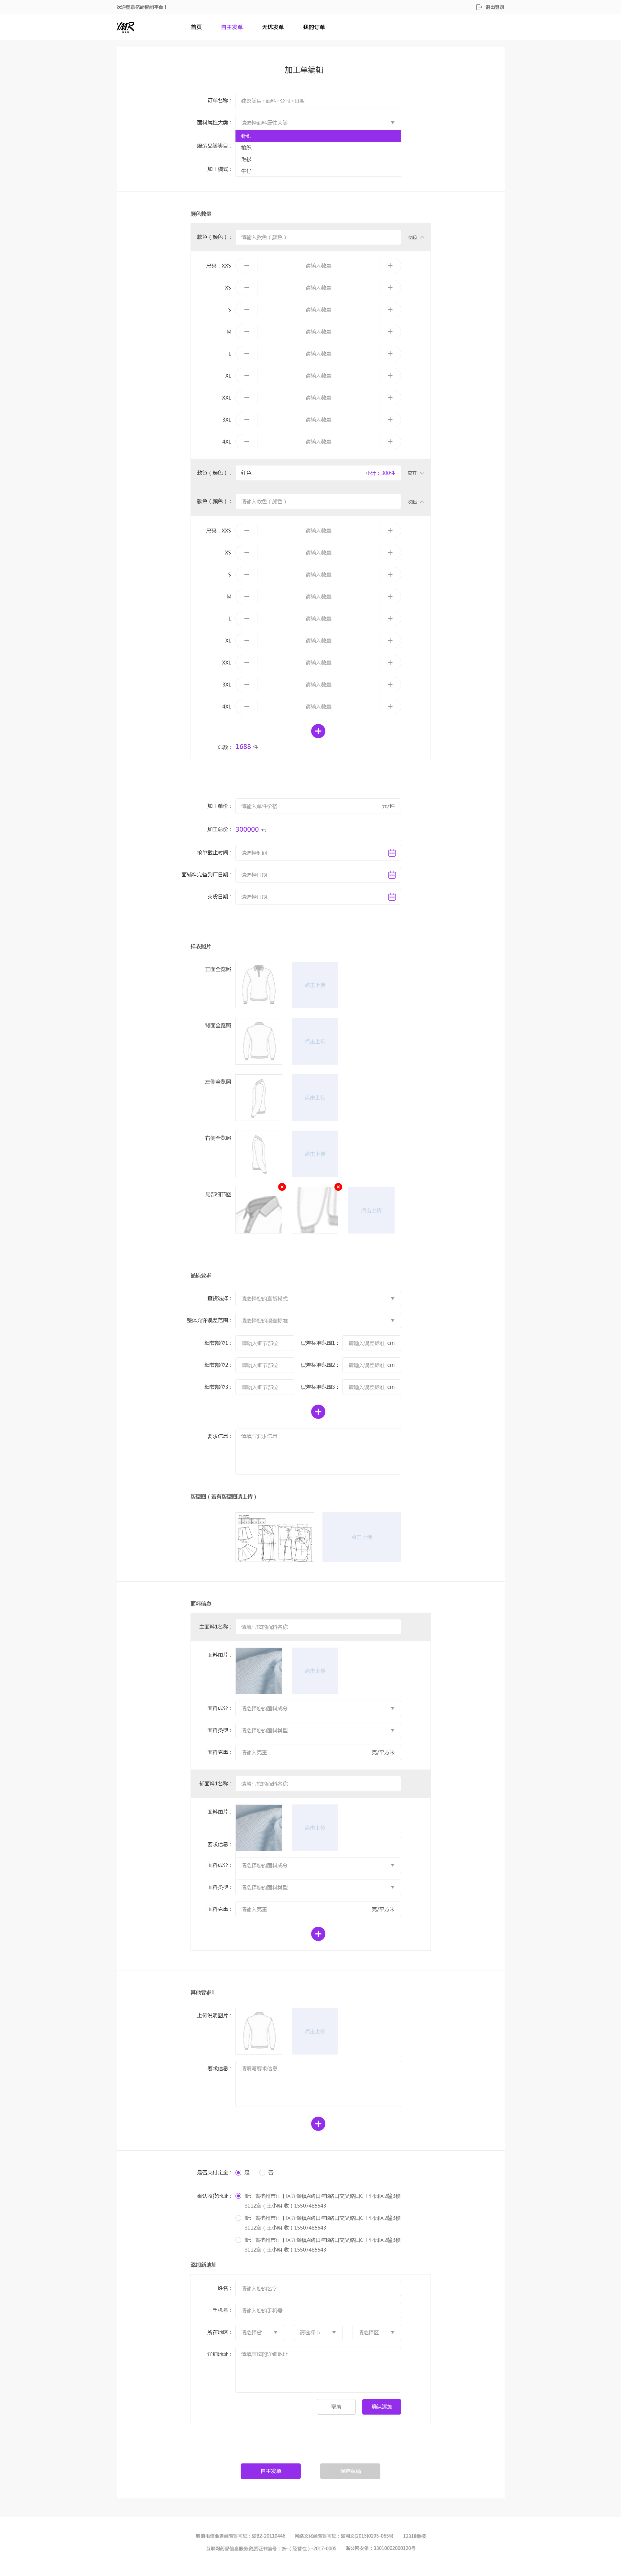 欢迎登录亿尚智能平台！ 退出登录
YMR 首页 自主发单 无忧发单 我的订单
加工单编辑
订单名称： 建议类目+面料+公司+日期
面料属性大类： 请选择面料属性大类
针织
服装品类类目： 梭织
毛衫
加工模式： 牛仔
颜色数量
款色（颜色）： 请输入款色（颜色） 收起
尺码：XXS 请输入数量
XS 请输入数量
S 请输入数量
M 请输入数量
L 请输入数量
XL 请输入数量
XXL 请输入数量
3XL 请输入数量
4XL 请输入数量
款色（颜色）： 红色 小计：300件 展开
款色（颜色）： 请输入款色（颜色） 收起
尺码：XXS 请输入数量
XS 请输入数量
S 请输入数量
M 请输入数量
L 请输入数量
XL 请输入数量
XXL 请输入数量
3XL 请输入数量
4XL 请输入数量
总数： 1688 件
加工单价： 请输入单件价格 元/件
加工总价： 300000 元
抢单截止时间： 请选择时间
面辅料完备到厂日期： 请选择日期
交货日期： 请选择日期
样衣图片
正面全览照 点击上传
背面全览照 点击上传
左侧全览照 点击上传
右侧全览照 点击上传
局部细节图 点击上传
品质要求
查货选择： 请选择您的查货模式
整体允许误差范围： 请选择您的误差标准
细节部位1： 请输入细节部位 误差标准范围1： 请输入误差标准 cm
细节部位2： 请输入细节部位 误差标准范围2： 请输入误差标准 cm
细节部位3： 请输入细节部位 误差标准范围3： 请输入误差标准 cm
要求信息： 请填写要求信息
版型图（若有版型图请上传）
点击上传
面料信息
主面料1名称： 请填写您的面料名称
面料图片： 点击上传
面料成分： 请选择您的面料成分
面料类型： 请选择您的面料类型
面料克重： 请输入克重 克/平方米
辅面料1名称： 请填写您的面料名称
面料图片： 点击上传
要求信息：
面料成分： 请选择您的面料成分
面料类型： 请选择您的面料类型
面料克重： 请输入克重 克/平方米
其他要求1
上传说明图片： 点击上传
要求信息： 请填写要求信息
是否支付定金： 是 否
确认收货地址： 浙江省杭州市江干区九堡镇A路口与B路口交叉路口C工业园区2幢3楼
3012室（王小明 收）15507485543
浙江省杭州市江干区九堡镇A路口与B路口交叉路口C工业园区2幢3楼
3012室（王小明 收）15507485543
浙江省杭州市江干区九堡镇A路口与B路口交叉路口C工业园区2幢3楼
3012室（王小明 收）15507485543
添加新地址
姓名： 请输入您的名字
手机号： 请输入您的手机号
所在地区： 请选择省 请选择市 请选择区
详细地址： 请填写您的详细地址
取消 确认添加
自主发单 保存草稿
增值电信业务经营许可证：浙B2-20110446 网络文化经营许可证：浙网文[2015]0295-065号 12318举报
互联网药品信息服务资质证书编号：浙-（经营性）-2017-0005 浙公网安备：33010002000120号